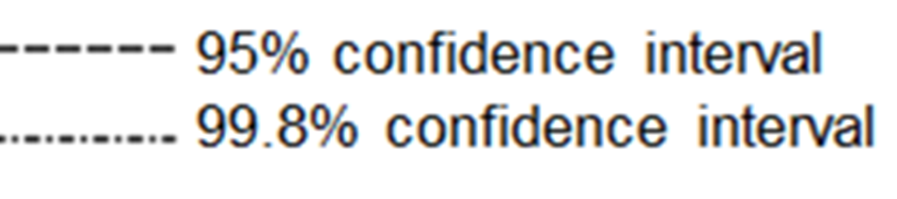 95% confidence interval
99.8% confidence interval